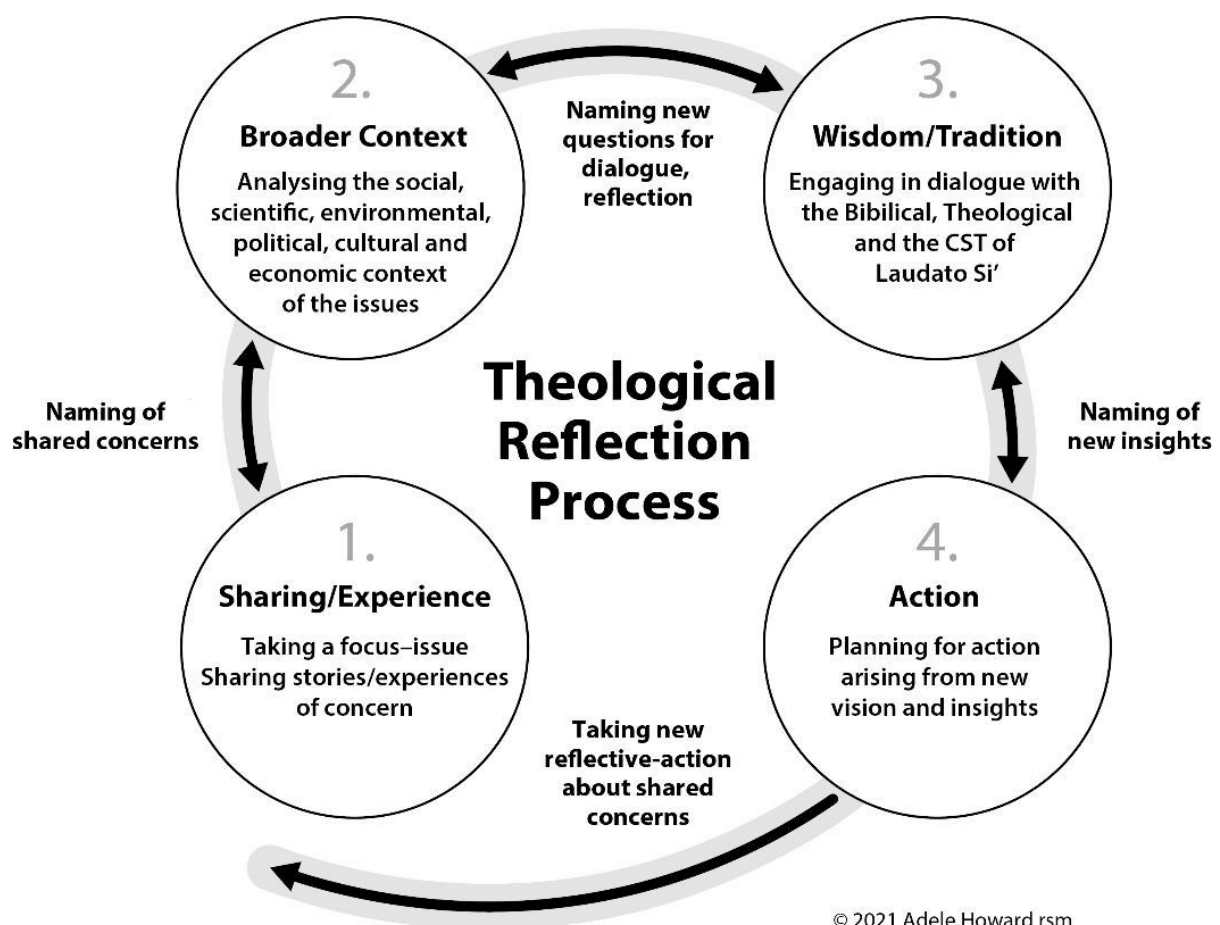 2.
Broader Context
Analysing the social,
scientific, environmental,
political, cultural and
economic context
of the issues
Naming new
questions for
dialogue,
reflection
3.
Wisdom/Tradition
Engaging in dialogue with
the Bibilical, Theological
and the CST of
Laudato Si’
Naming of
shared concerns
Theological
Reflection
Process
Naming of
new insights
1.
Sharing/Experience
Taking a focus–issue
Sharing stories/experiences
of concern
4.
Action
Planning for action
arising from new
vision and insights
Taking new
reflective-action
about shared
concerns
© 2021 Adele Howard rsm